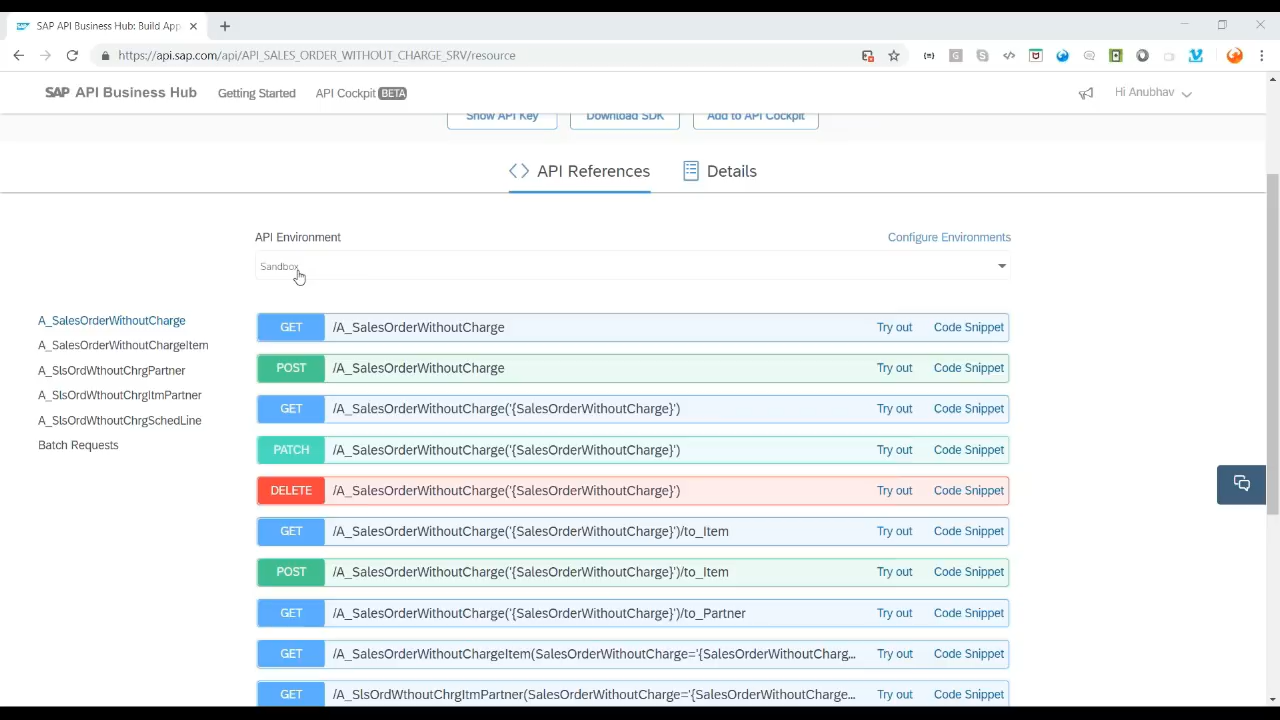 SAP API Business Hub: Build App
https://api.sap.com/api/API_SALES_ORDER_WITHOUT_CHARGE_SRV/resource
SAP API Business Hub
Getting Started
API Cockpit BETA
Hi Anubhav
Show API Key
Download SDK
Add to API Cockpit
API References
Details
API Environment
Configure Environments
Sandbox
A_SalesOrderWithoutCharge
A_SalesOrderWithoutChargeItem
A_SlsOrdWthoutChrgPartner
A_SlsOrdWthoutChrgItmPartner
A_SlsOrdWthoutChrgSchedLine
Batch Requests
GET /A_SalesOrderWithoutCharge Try out Code Snippet
POST /A_SalesOrderWithoutCharge Try out Code Snippet
GET /A_SalesOrderWithoutCharge('{SalesOrderWithoutCharge}') Try out Code Snippet
PATCH /A_SalesOrderWithoutCharge('{SalesOrderWithoutCharge}') Try out Code Snippet
DELETE /A_SalesOrderWithoutCharge('{SalesOrderWithoutCharge}') Try out Code Snippet
GET /A_SalesOrderWithoutCharge('{SalesOrderWithoutCharge}')/to_Item Try out Code Snippet
POST /A_SalesOrderWithoutCharge('{SalesOrderWithoutCharge}')/to_Item Try out Code Snippet
GET /A_SalesOrderWithoutCharge('{SalesOrderWithoutCharge}')/to_Partner Try out Code Snippet
GET /A_SalesOrderWithoutChargeItem(SalesOrderWithoutCharge='{SalesOrderWithoutCharg... Try out Code Snippet
GET /A_SlsOrdWthoutChrgItmPartner(SalesOrderWithoutCharge='{SalesOrderWithoutCharge... Try out Code Snippet